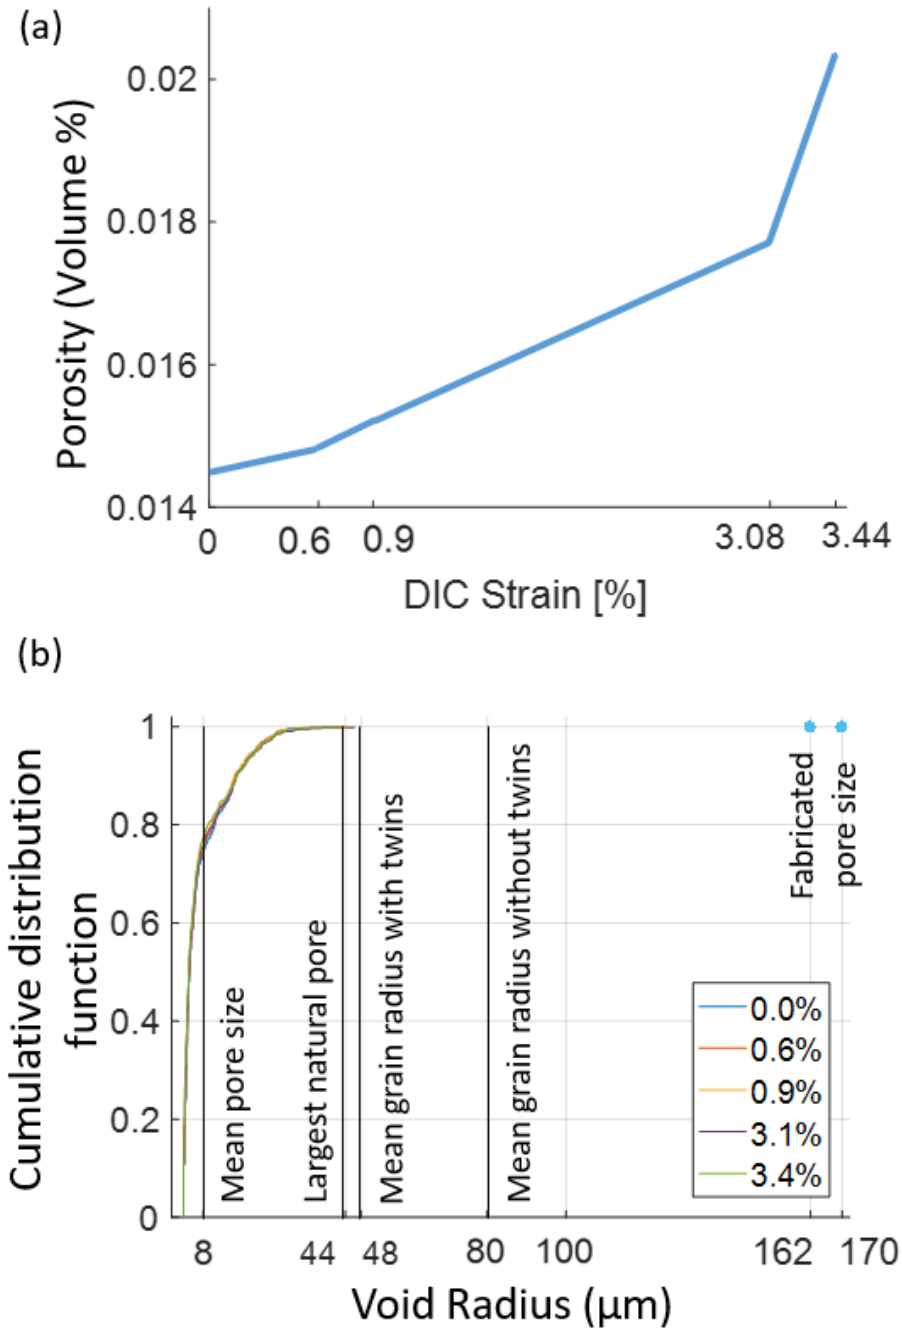 (a)
Porosity (Volume %)
0.02
0.018
0.016
0.014
0 0.6 0.9 3.08 3.44
DIC Strain [%]
(b)
Cumulative distribution
function
1
0.8
0.6
0.4
0.2
0
Mean pore size
Largest natural pore
Mean grain radius with twins
Mean grain radius without twins
Fabricated
pore size
0.0%
0.6%
0.9%
3.1%
3.4%
8 44 48 80 100 162 170
Void Radius (μm)